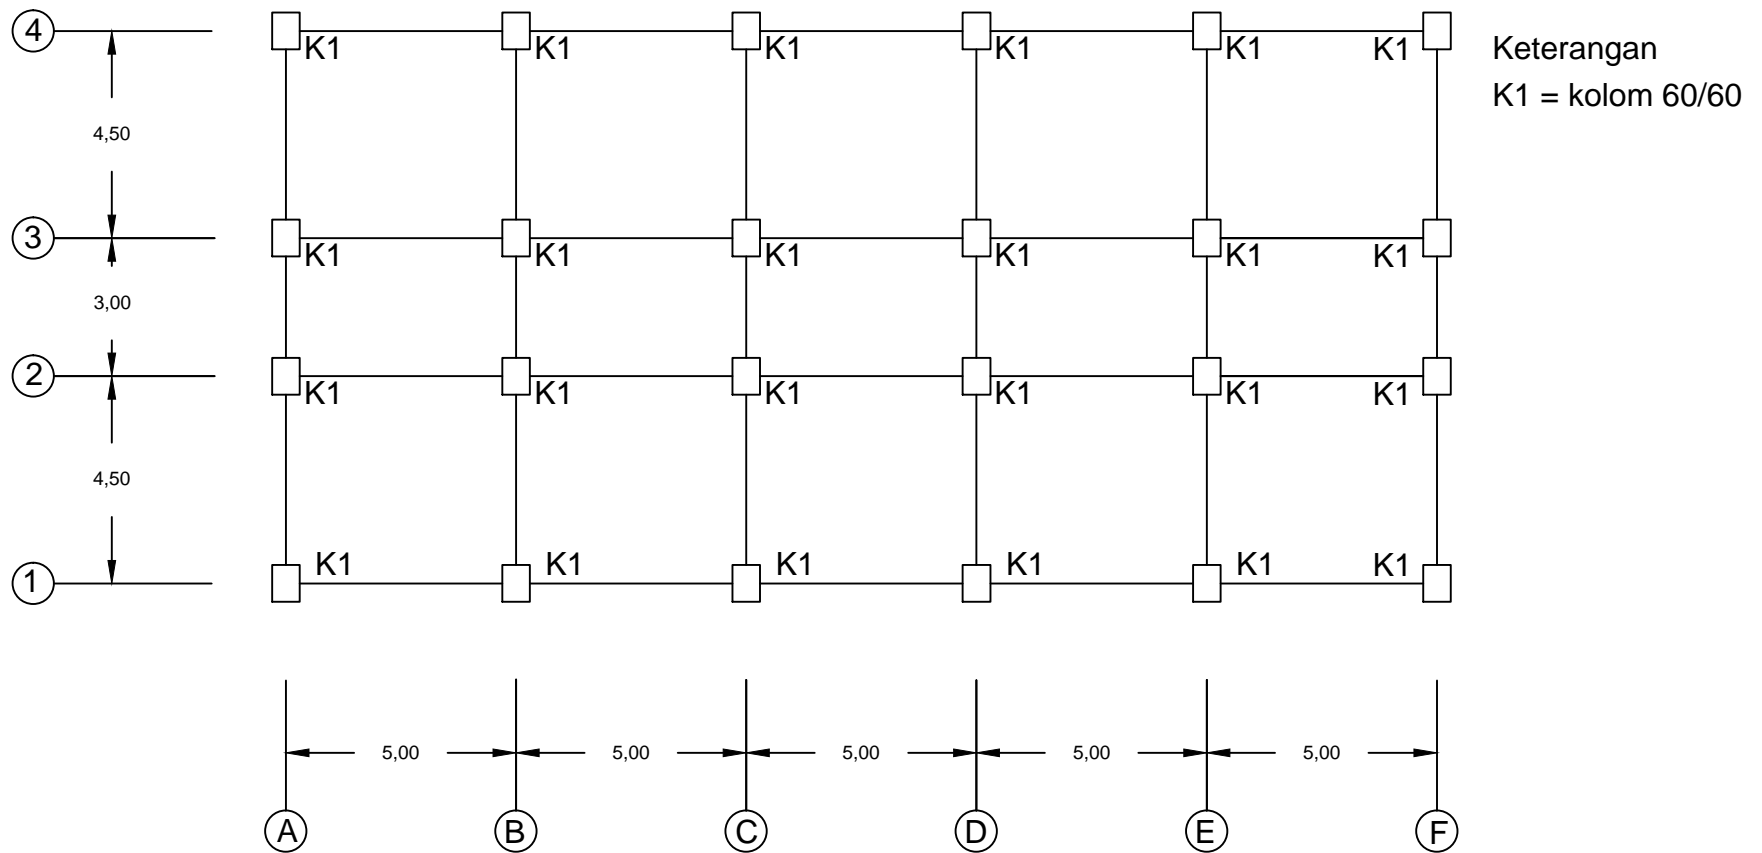 4
K1 K1 K1 K1 K1 K1
Keterangan
K1 = kolom 60/60
4,50
3
K1 K1 K1 K1 K1 K1
3,00
2
K1 K1 K1 K1 K1 K1
4,50
K1 K1 K1 K1 K1 K1
1
5,00 5,00 5,00 5,00 5,00
A B C D E F